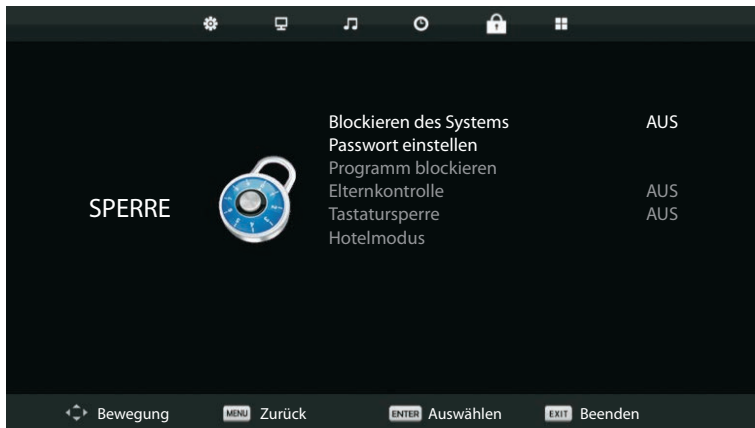 Blockieren des Systems AUS
Passwort einstellen
Programm blockieren
Elternkontrolle AUS
Tastatursperre AUS
Hotelmodus
SPERRE
MENU Zurück
Bewegung
ENTER Auswählen
EXIT Beenden